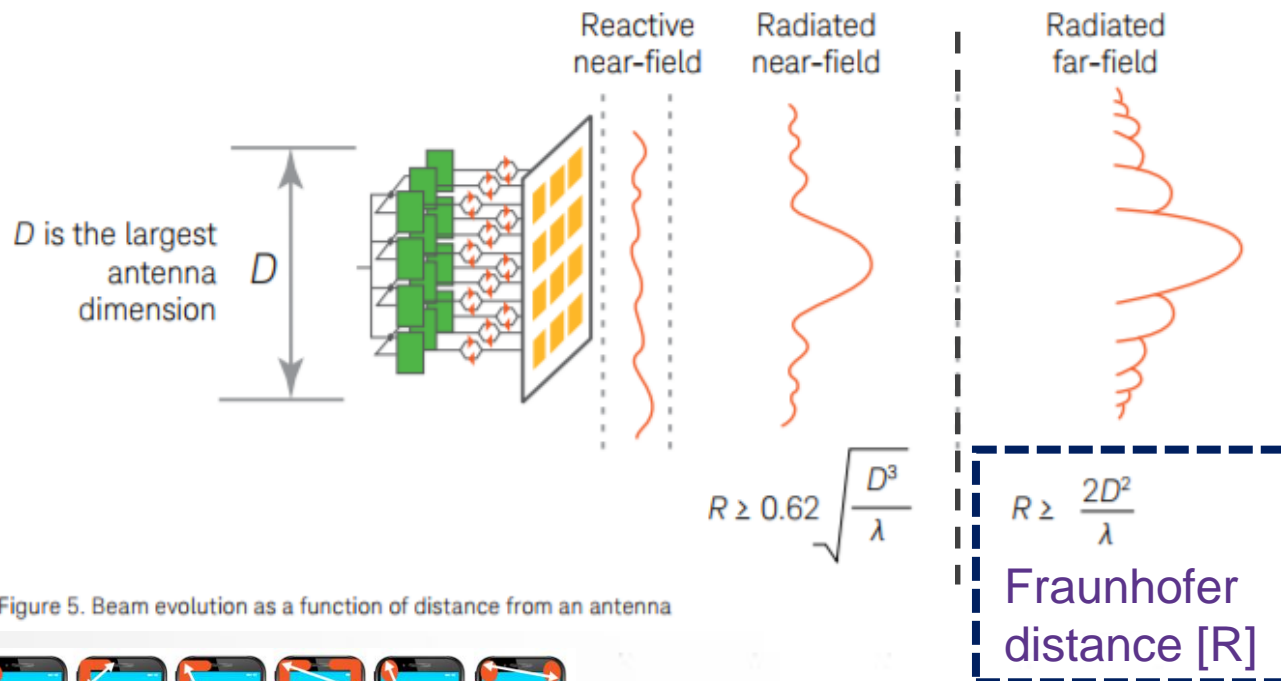 Reactive
near-field
Radiated
near-field
Radiated
far-field
D is the largest
antenna
dimension
D
R ≥ 0.62 √(D³/λ)
R ≥ 2D²/λ
Fraunhofer
distance [R]
Figure 5. Beam evolution as a function of distance from an antenna